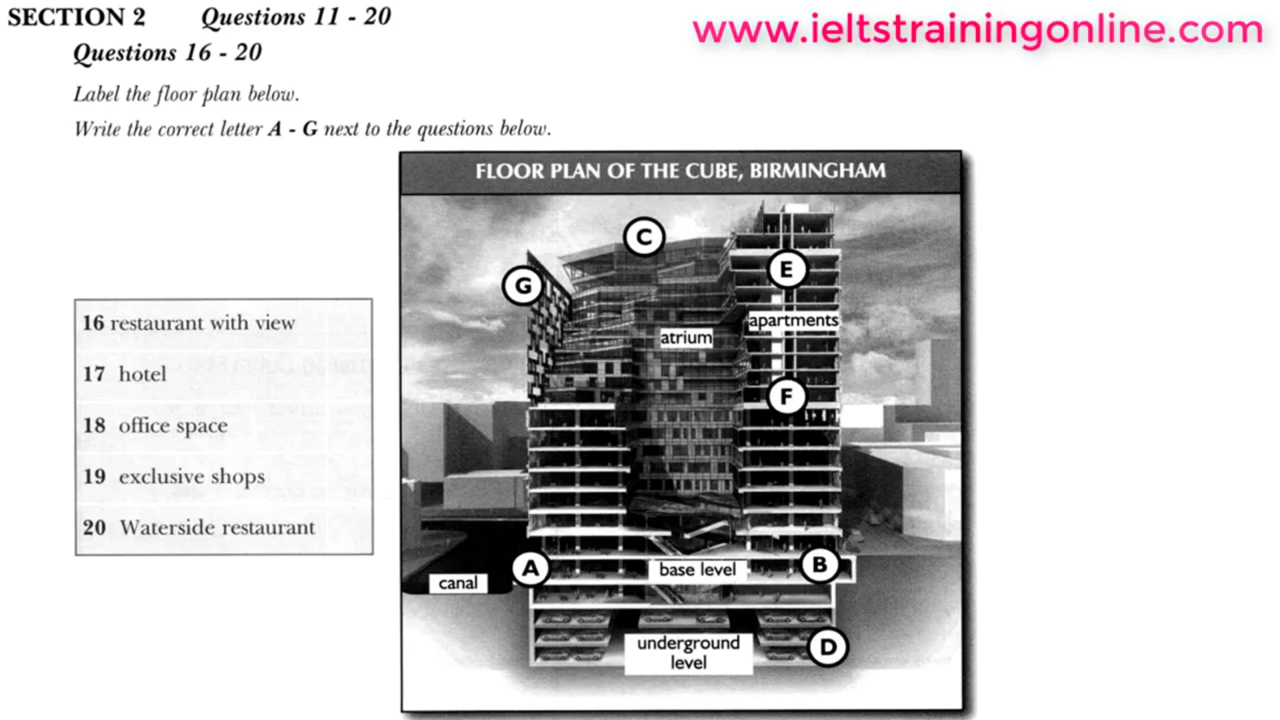 SECTION 2 Questions 11 - 20
www.ieltstrainingonline.com
Questions 16 - 20
Label the floor plan below.
Write the correct letter A - G next to the questions below.
FLOOR PLAN OF THE CUBE, BIRMINGHAM
C
E
G
apartments
atrium
F
16 restaurant with view
17 hotel
18 office space
19 exclusive shops
20 Waterside restaurant
A
base level
B
canal
underground
level
D